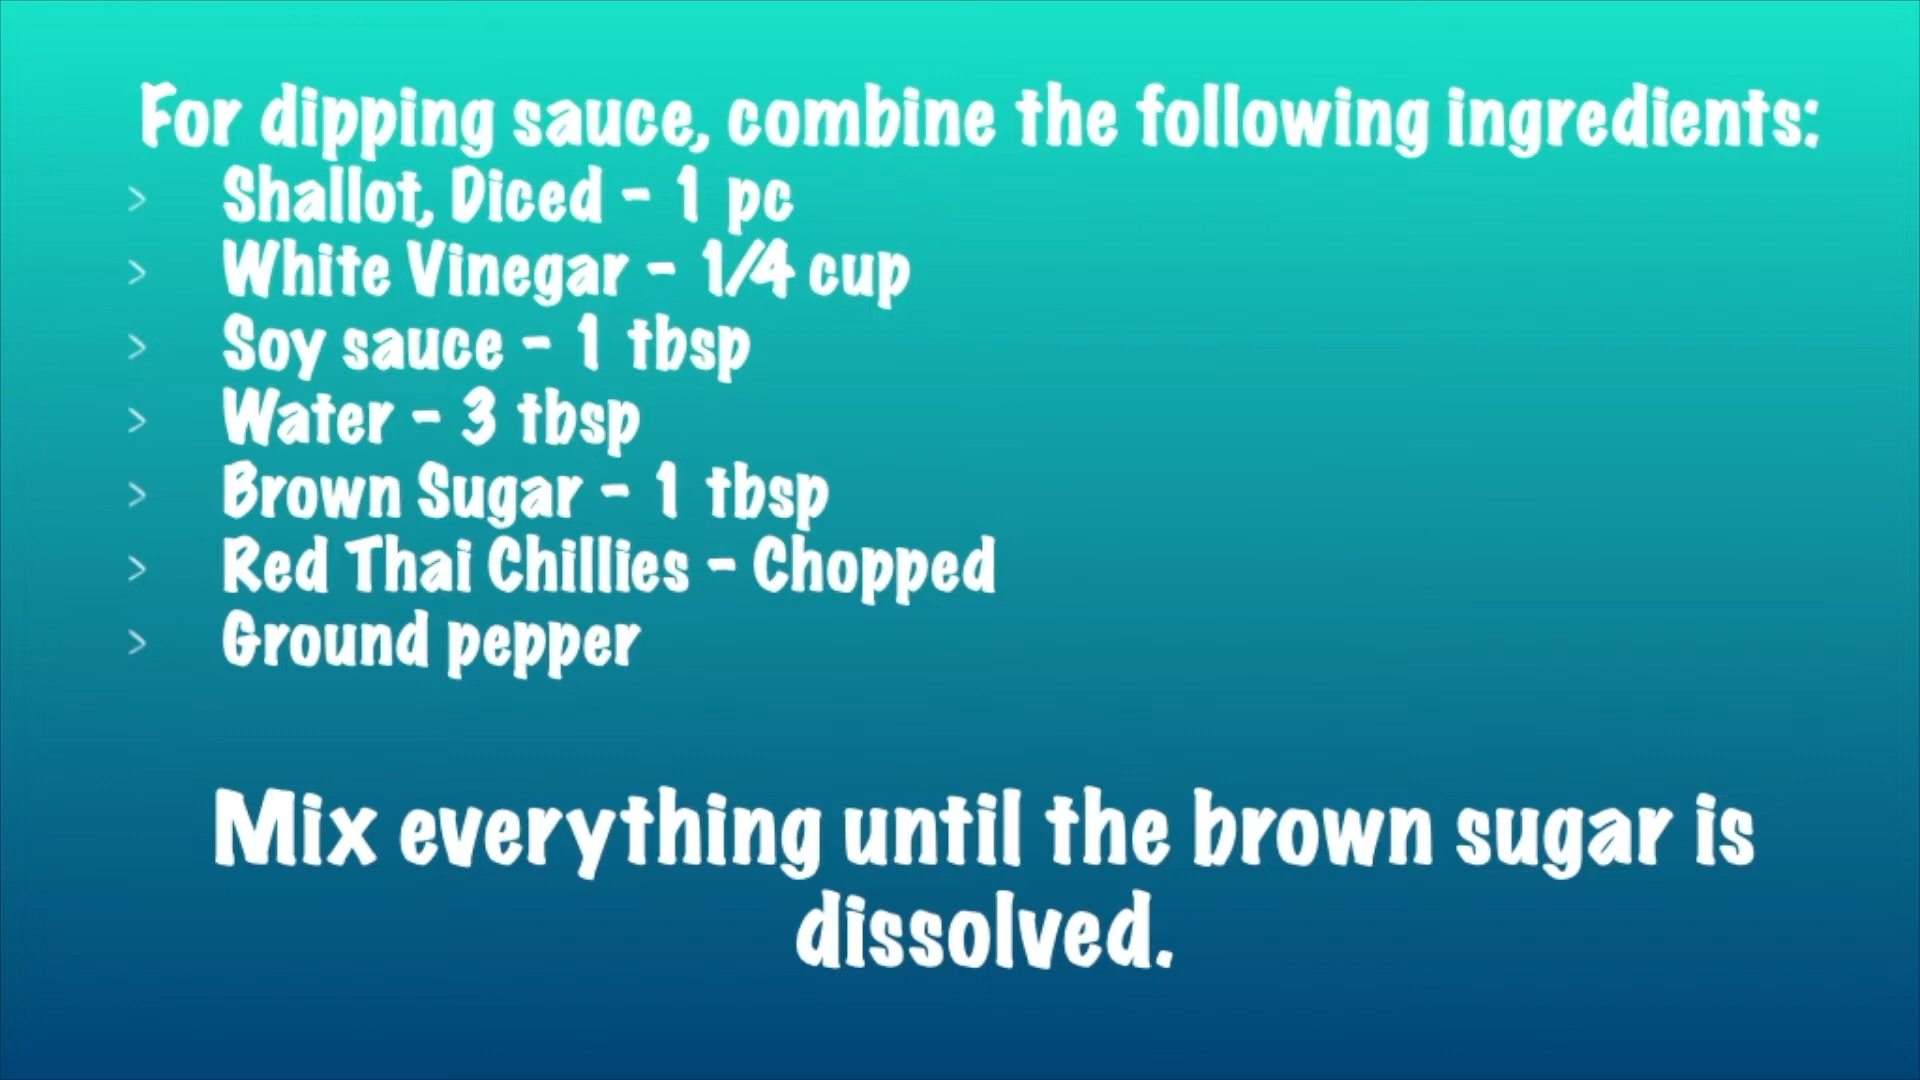 For dipping sauce, combine the following ingredients:
> Shallot, Diced - 1 pc
> White Vinegar - 1/4 cup
> Soy sauce - 1 tbsp
> Water - 3 tbsp
> Brown Sugar - 1 tbsp
> Red Thai Chillies - Chopped
> Ground pepper
Mix everything until the brown sugar is
dissolved.